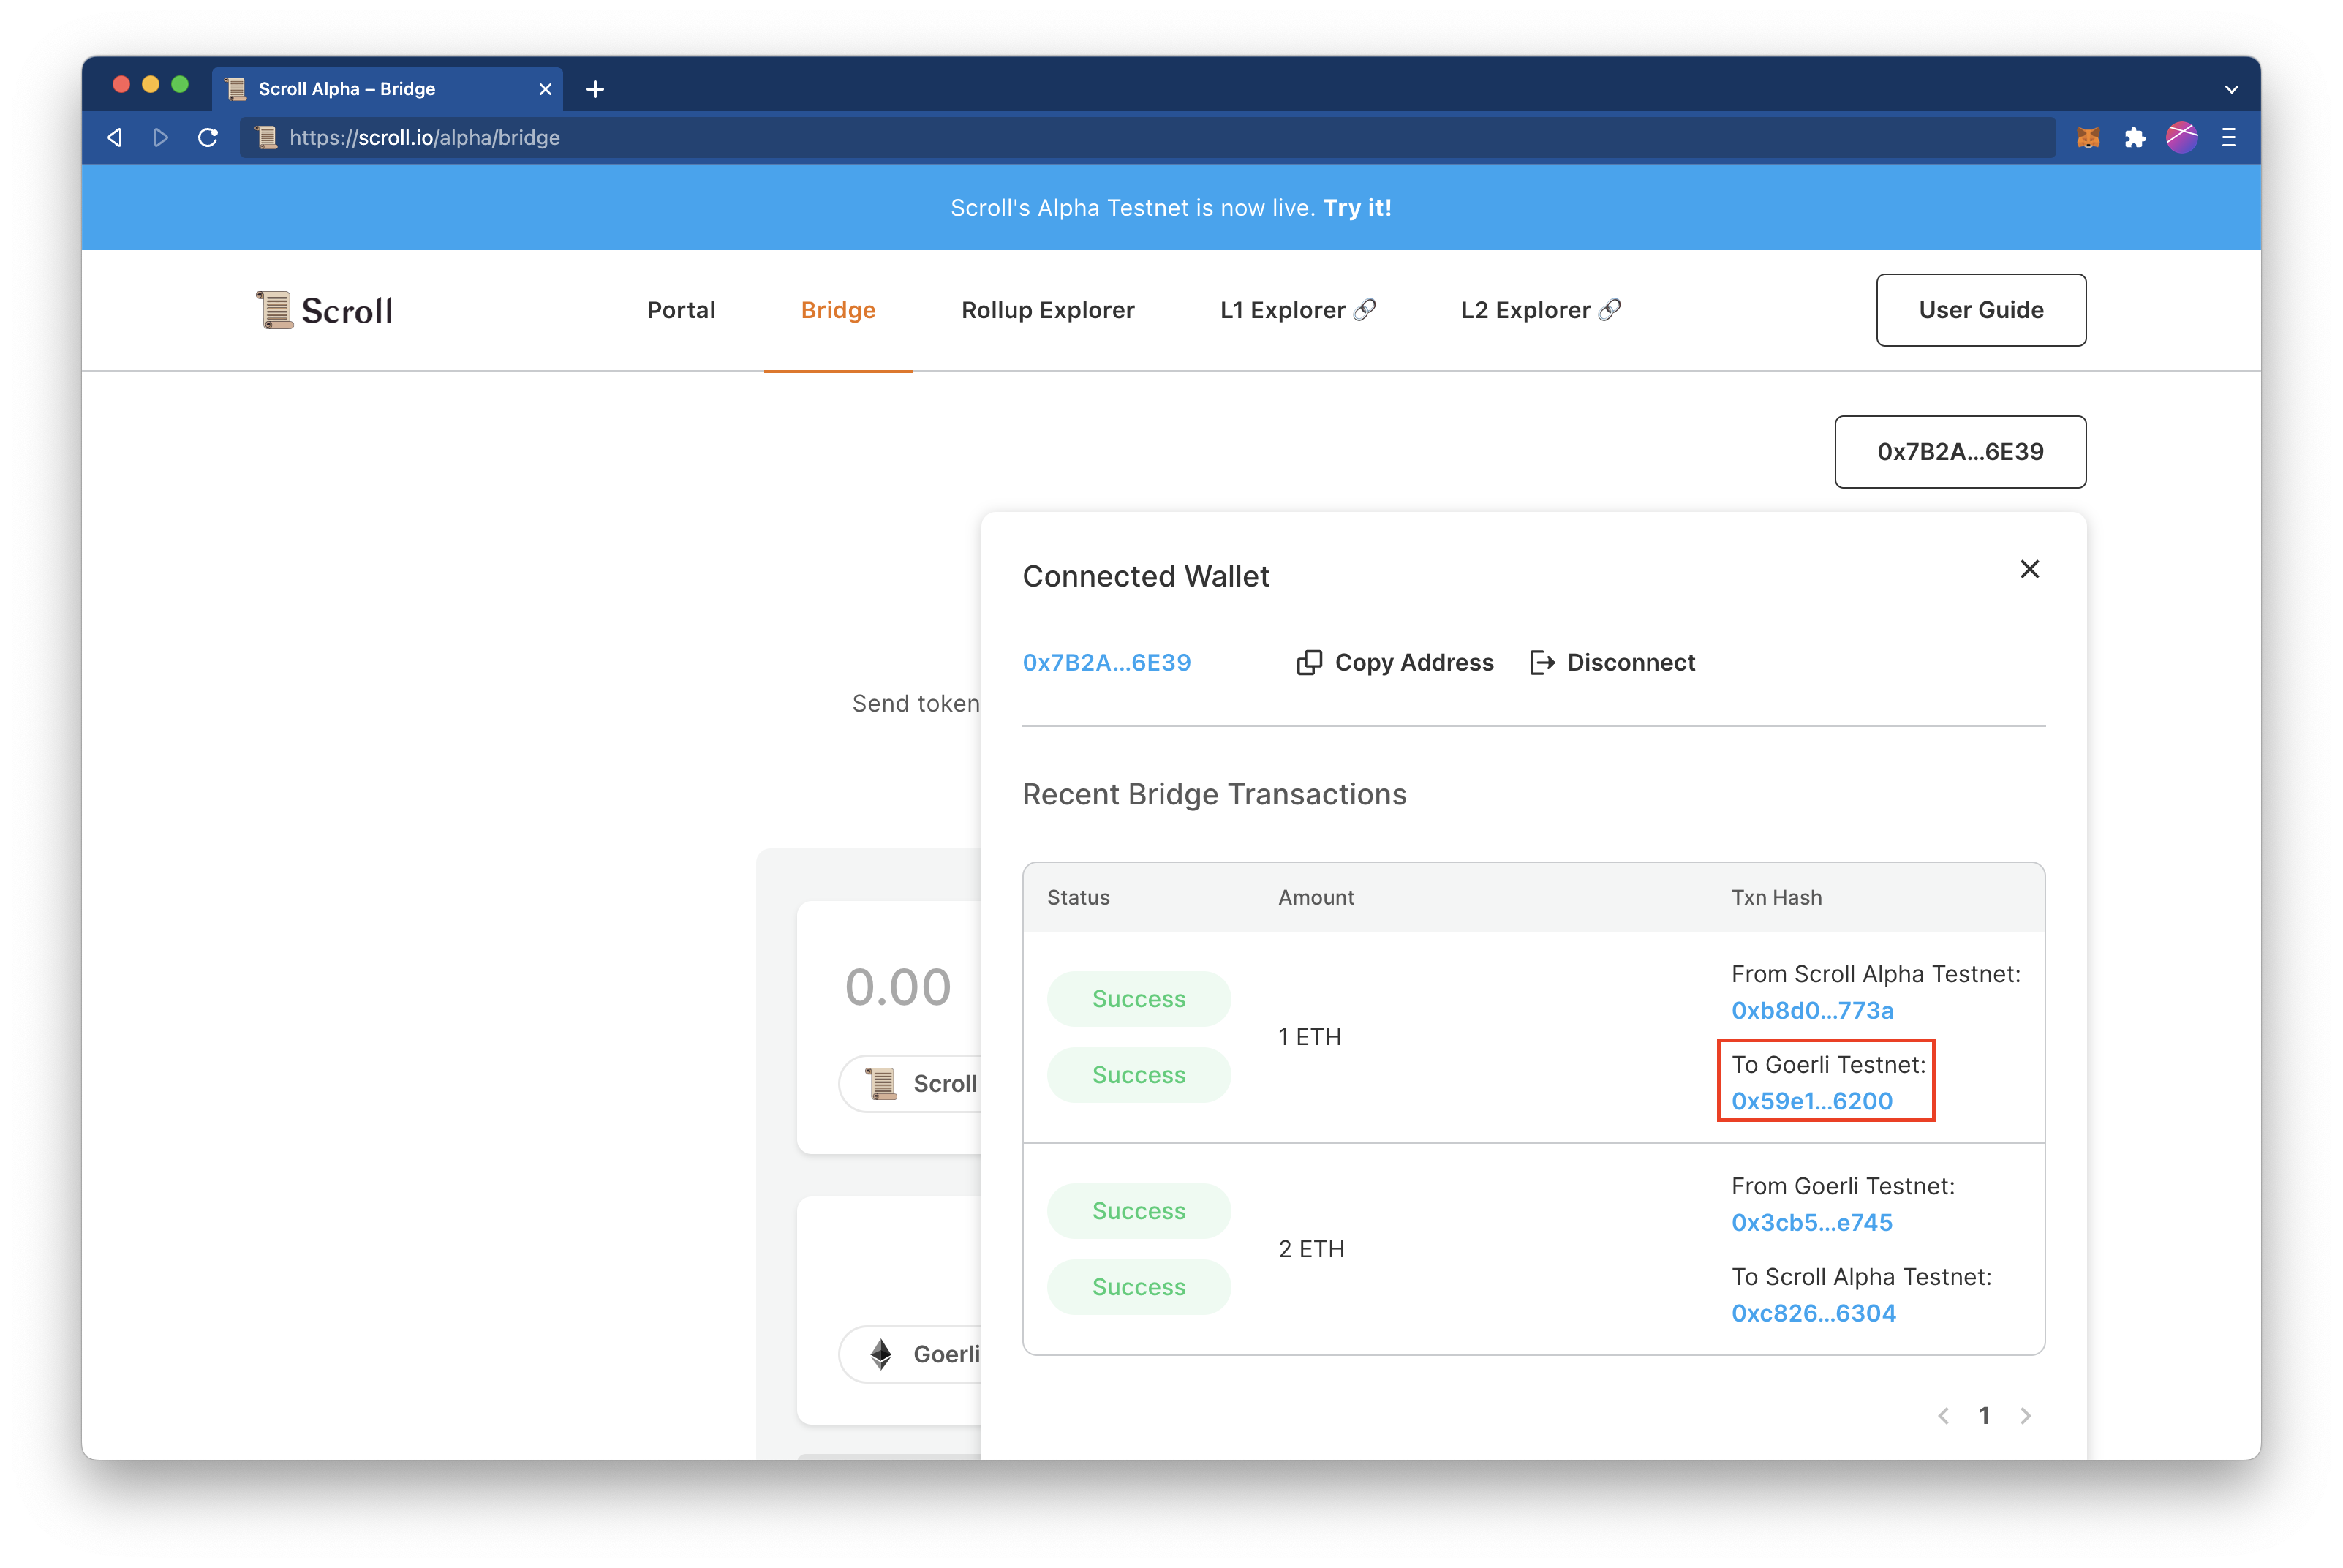 Scroll Alpha – Bridge
https://scroll.io/alpha/bridge
Scroll's Alpha Testnet is now live. Try it!
Scroll
Portal
Bridge
Rollup Explorer
L1 Explorer
L2 Explorer
User Guide
0x7B2A...6E39
Send token
0.00
Scroll
Goerli
Connected Wallet
0x7B2A...6E39
Copy Address
Disconnect
Recent Bridge Transactions
Status Amount Txn Hash
Success
Success
1 ETH
From Scroll Alpha Testnet:
0xb8d0...773a
To Goerli Testnet:
0x59e1...6200
Success
Success
2 ETH
From Goerli Testnet:
0x3cb5...e745
To Scroll Alpha Testnet:
0xc826...6304
1